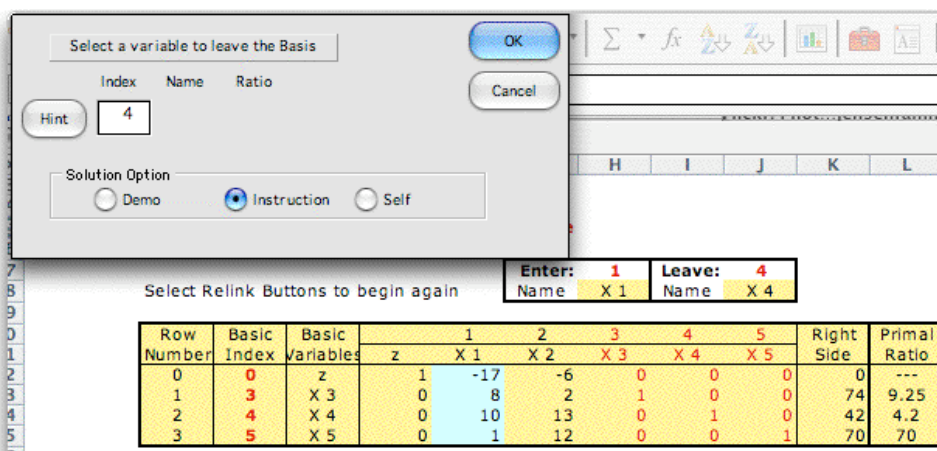 Select a variable to leave the Basis
OK
Index Name Ratio
Cancel
Hint 4
Solution Option
Demo Instruction Self
Σ fx
H I J K L
Enter: 1 Leave: 4
Name X 1 Name X 4
Select Relink Buttons to begin again
Row Basic Basic 1 2 3 4 5 Right Primal
Number Index Variables z X 1 X 2 X 3 X 4 X 5 Side Ratio
0 0 z 1 -17 -6 0 0 0 0 ---
1 3 X 3 0 8 2 1 0 0 74 9.25
2 4 X 4 0 10 13 0 1 0 42 4.2
3 5 X 5 0 1 12 0 0 1 70 70